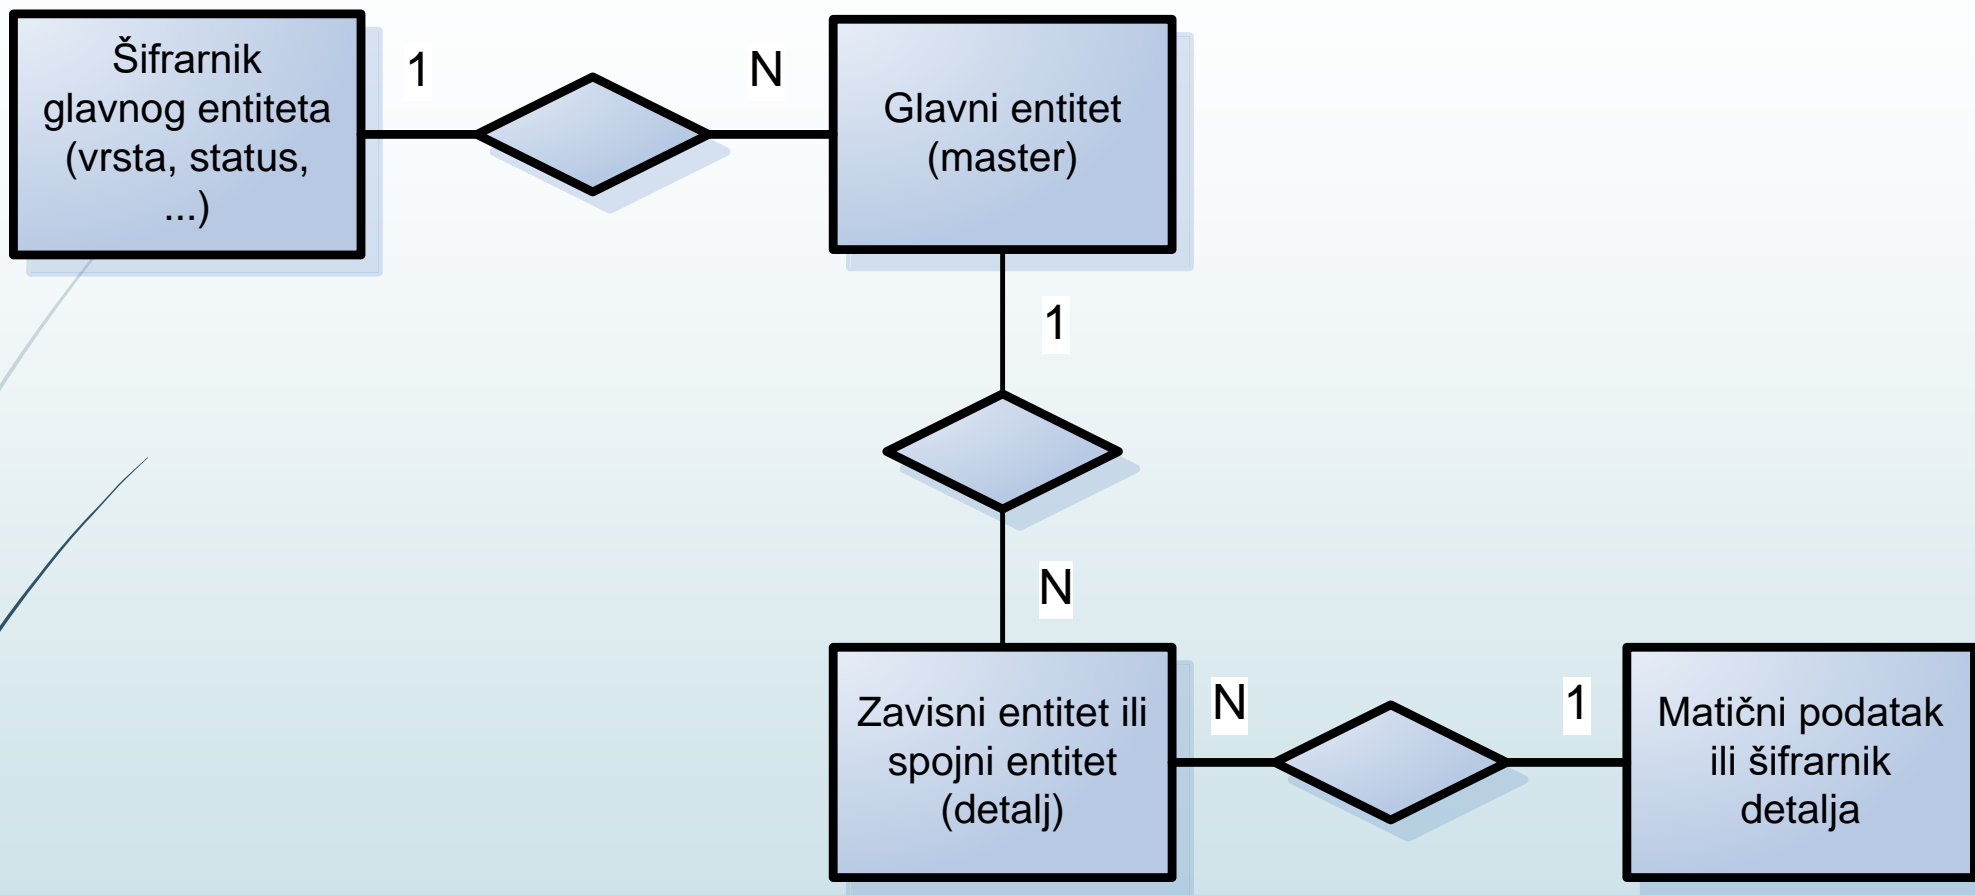 Šifrarnik
glavnog entiteta
(vrsta, status,
...)
1
N
Glavni entitet
(master)
1
N
Zavisni entitet ili
spojni entitet
(detalj)
N
1
Matični podatak
ili šifrarnik
detalja